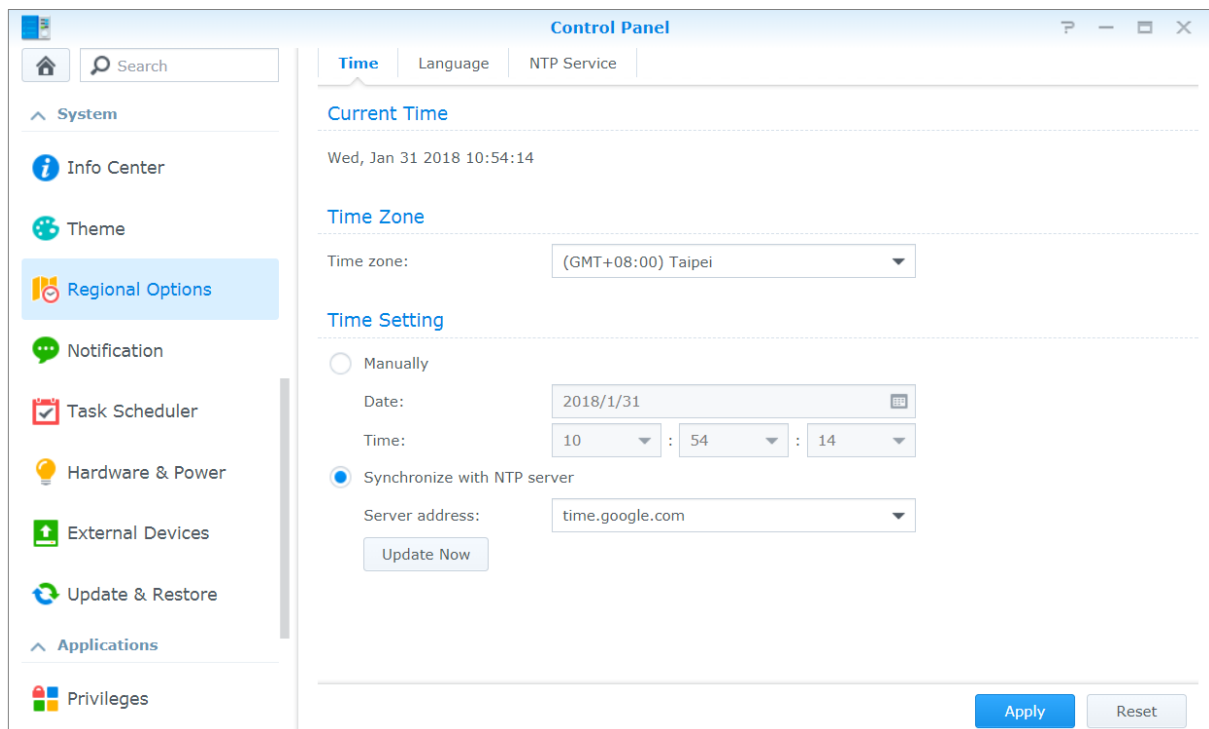 Control Panel
Search
System
Info Center
Theme
Regional Options
Notification
Task Scheduler
Hardware & Power
External Devices
Update & Restore
Applications
Privileges
Time Language NTP Service
Current Time
Wed, Jan 31 2018 10:54:14
Time Zone
Time zone: (GMT+08:00) Taipei
Time Setting
Manually
Date: 2018/1/31
Time: 10 : 54 : 14
Synchronize with NTP server
Server address: time.google.com
Update Now
Apply Reset